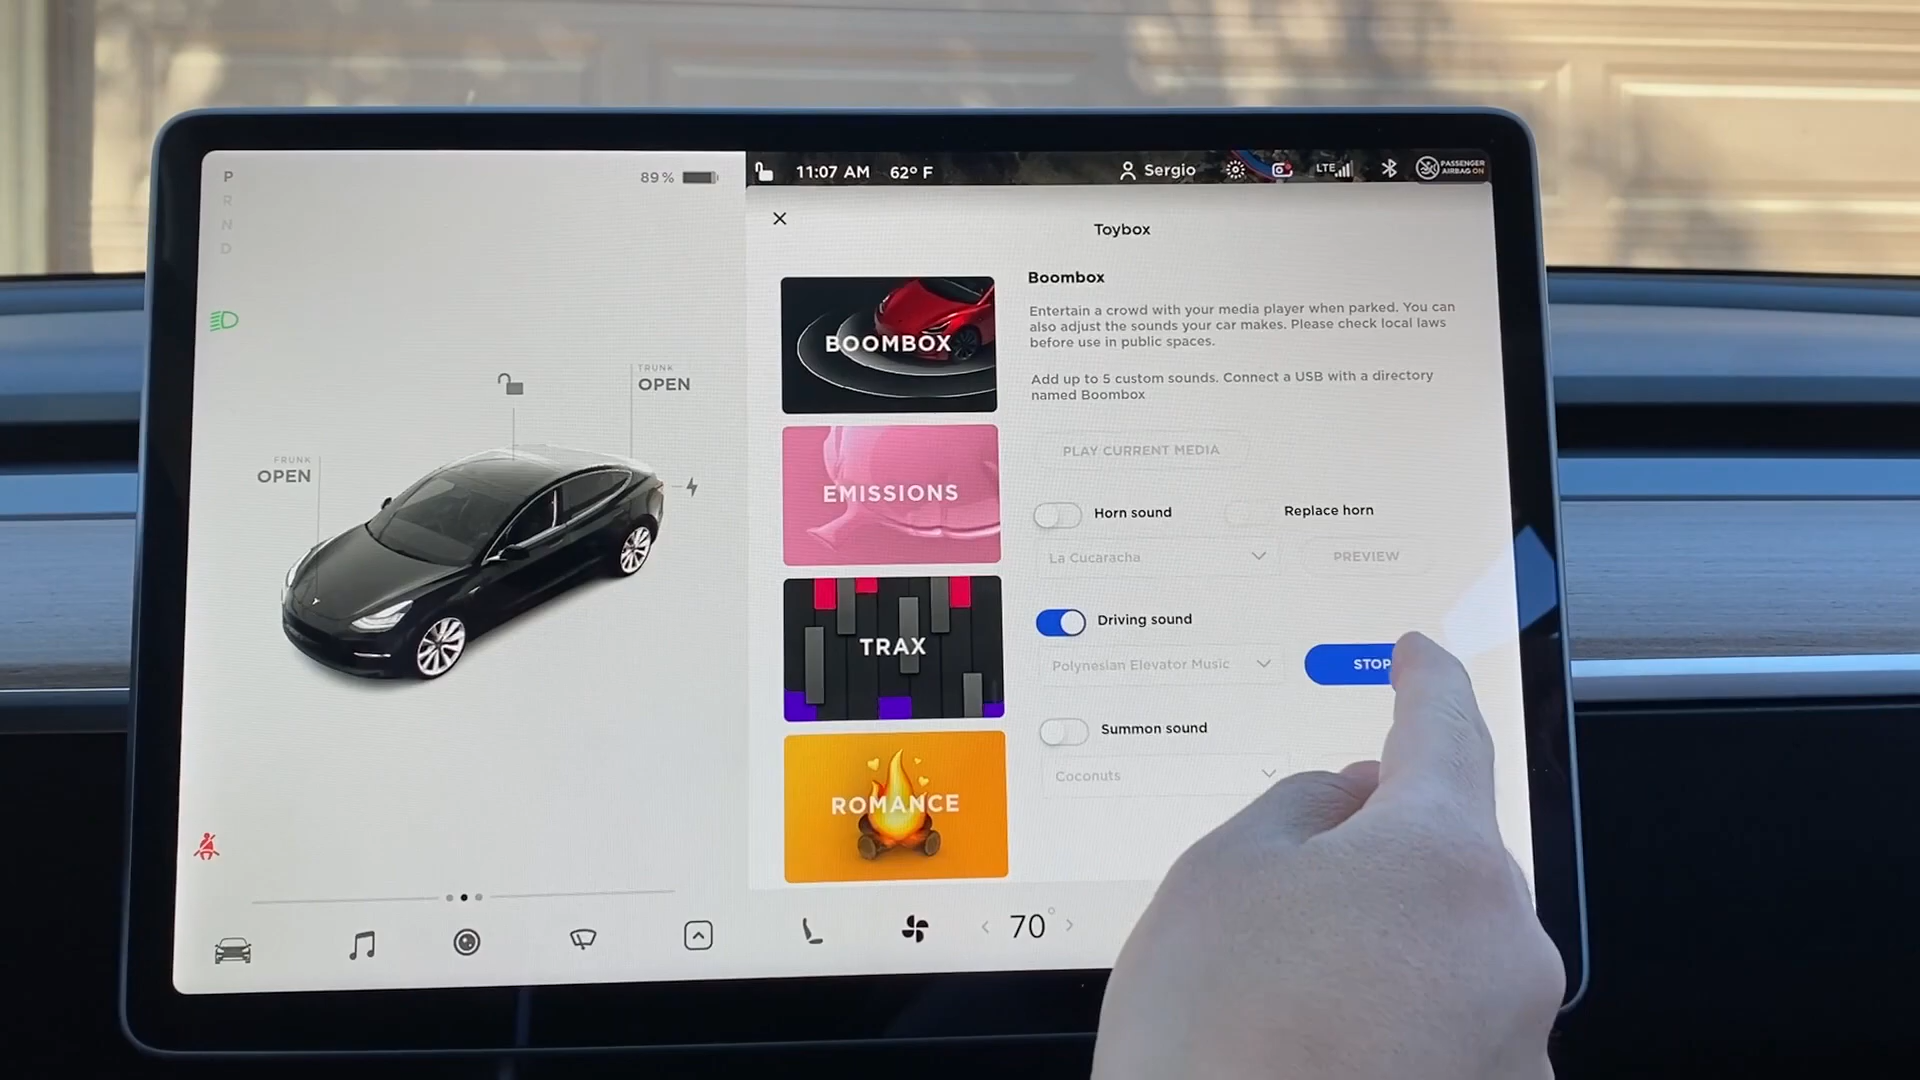 P
R
N
D
89 %
11:07 AM 62° F
Sergio
LTE
PASSENGER
AIRBAG ON
Toybox
FRUNK
OPEN
TRUNK
OPEN
BOOMBOX
EMISSIONS
TRAX
ROMANCE
Boombox
Entertain a crowd with your media player when parked. You can
also adjust the sounds your car makes. Please check local laws
before use in public spaces.
Add up to 5 custom sounds. Connect a USB with a directory
named Boombox
PLAY CURRENT MEDIA
Horn sound Replace horn
La Cucaracha PREVIEW
Driving sound
Polynesian Elevator Music STOP
Summon sound
Coconuts
70°